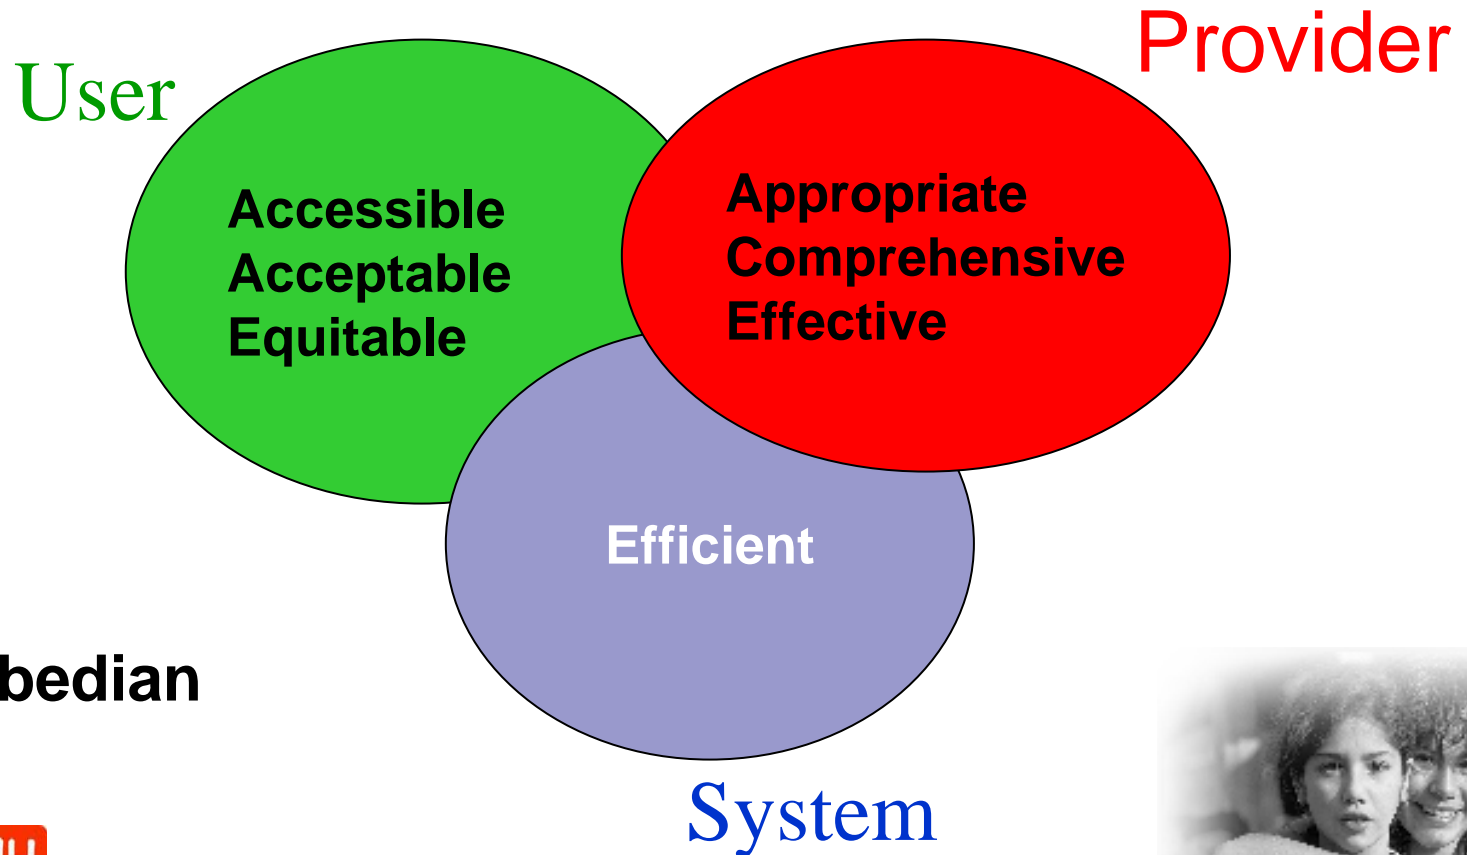 Provider
User
Accessible
Acceptable
Equitable
Appropriate
Comprehensive
Effective
Efficient
bedian
System